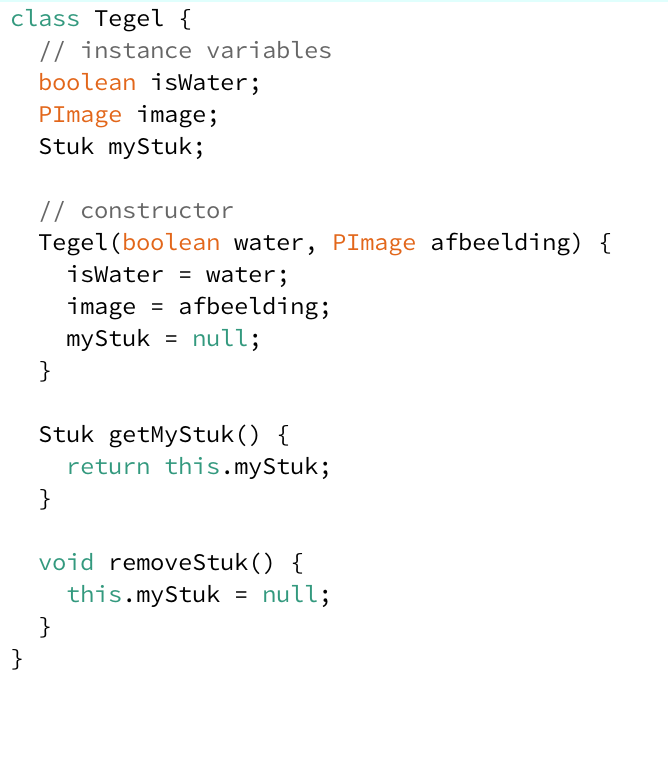 class Tegel {
  // instance variables
  boolean isWater;
  PImage image;
  Stuk myStuk;

  // constructor
  Tegel(boolean water, PImage afbeelding) {
    isWater = water;
    image = afbeelding;
    myStuk = null;
  }

  Stuk getMyStuk() {
    return this.myStuk;
  }

  void removeStuk() {
    this.myStuk = null;
  }
}